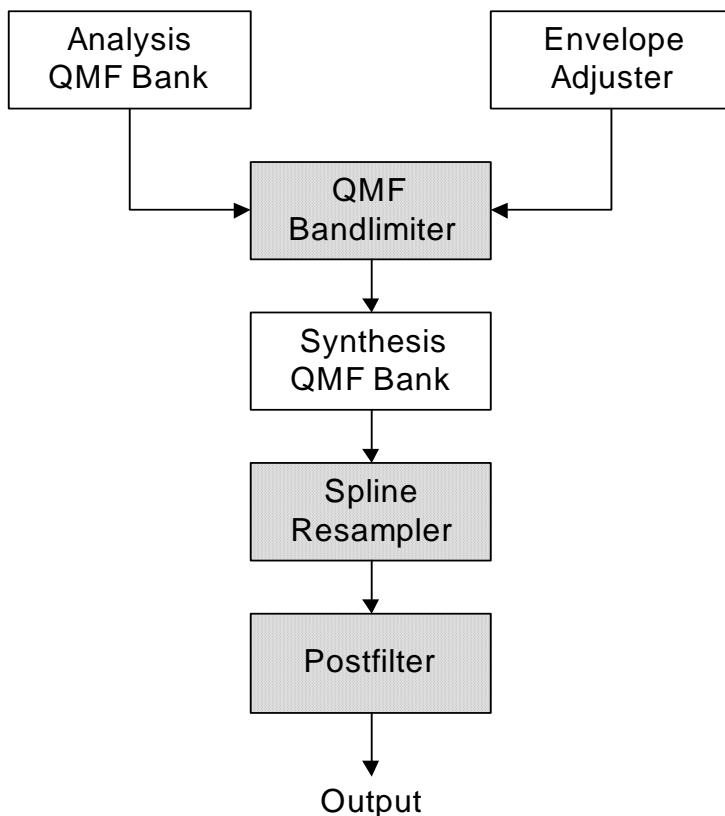 Analysis
QMF Bank
Envelope
Adjuster
QMF
Bandlimiter
Synthesis
QMF Bank
Spline
Resampler
Postfilter
Output